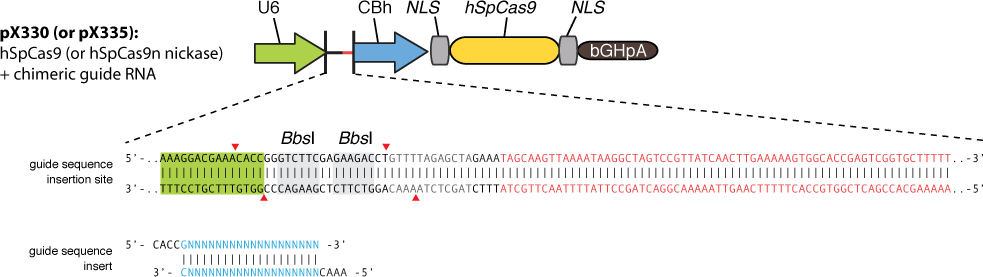 U6 CBh NLS hSpCas9 NLS
pX330 (or pX335):
hSpCas9 (or hSpCas9n nickase)
+ chimeric guide RNA
bGHpA
BbsI BbsI
guide sequence
insertion site
5'-..AAAGGACGAAACACCGGGTCTTCGAGAAGACCTGTTTTAGAGCTAGAAATAGCAAGTTAAAATAAGGCTAGTCCGTTATCAACTTGAAAAAGTGGCACCGAGTCGGTGCTTTTT..-3'
3'-..TTTCCTGCTTTGTGGCCCAGAAGCTCTTCTGGACAAAATCTCGATCTTTATCGTTCAATTTTATTCCGATCAGGCAAAAATTGAACTTTTTCACCGTGGCTCAGCCACGAAAAA..-5'
guide sequence
insert
5'- CACCGNNNNNNNNNNNNNNNNNNN -3'
3'- CNNNNNNNNNNNNNNNNNNNCAAA -5'